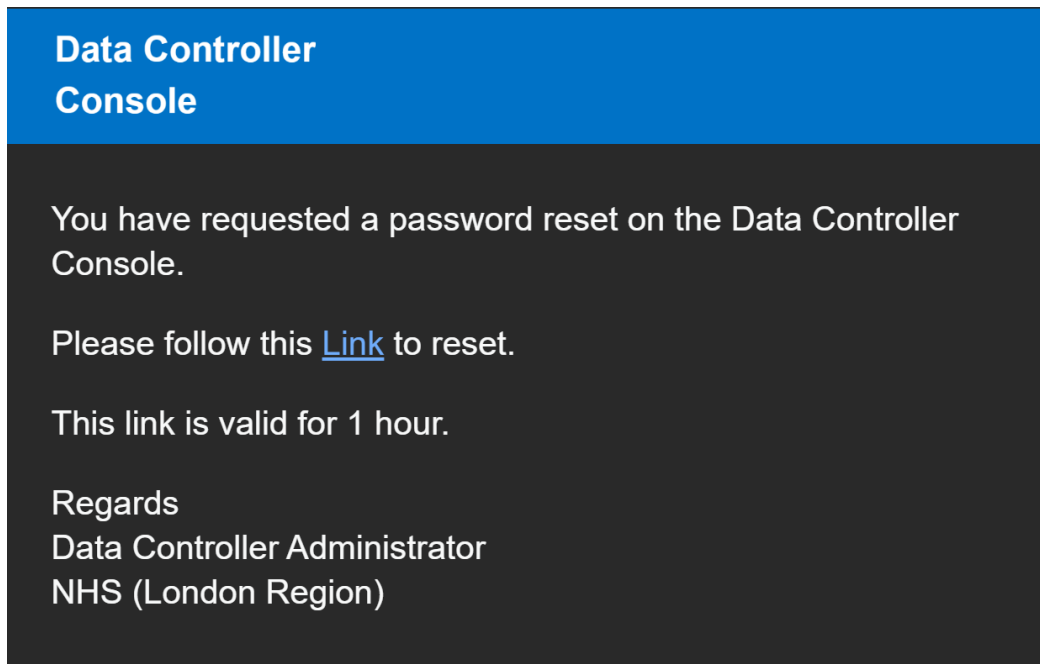 Data Controller
Console
You have requested a password reset on the Data Controller
Console.
Please follow this Link to reset.
This link is valid for 1 hour.
Regards
Data Controller Administrator
NHS (London Region)